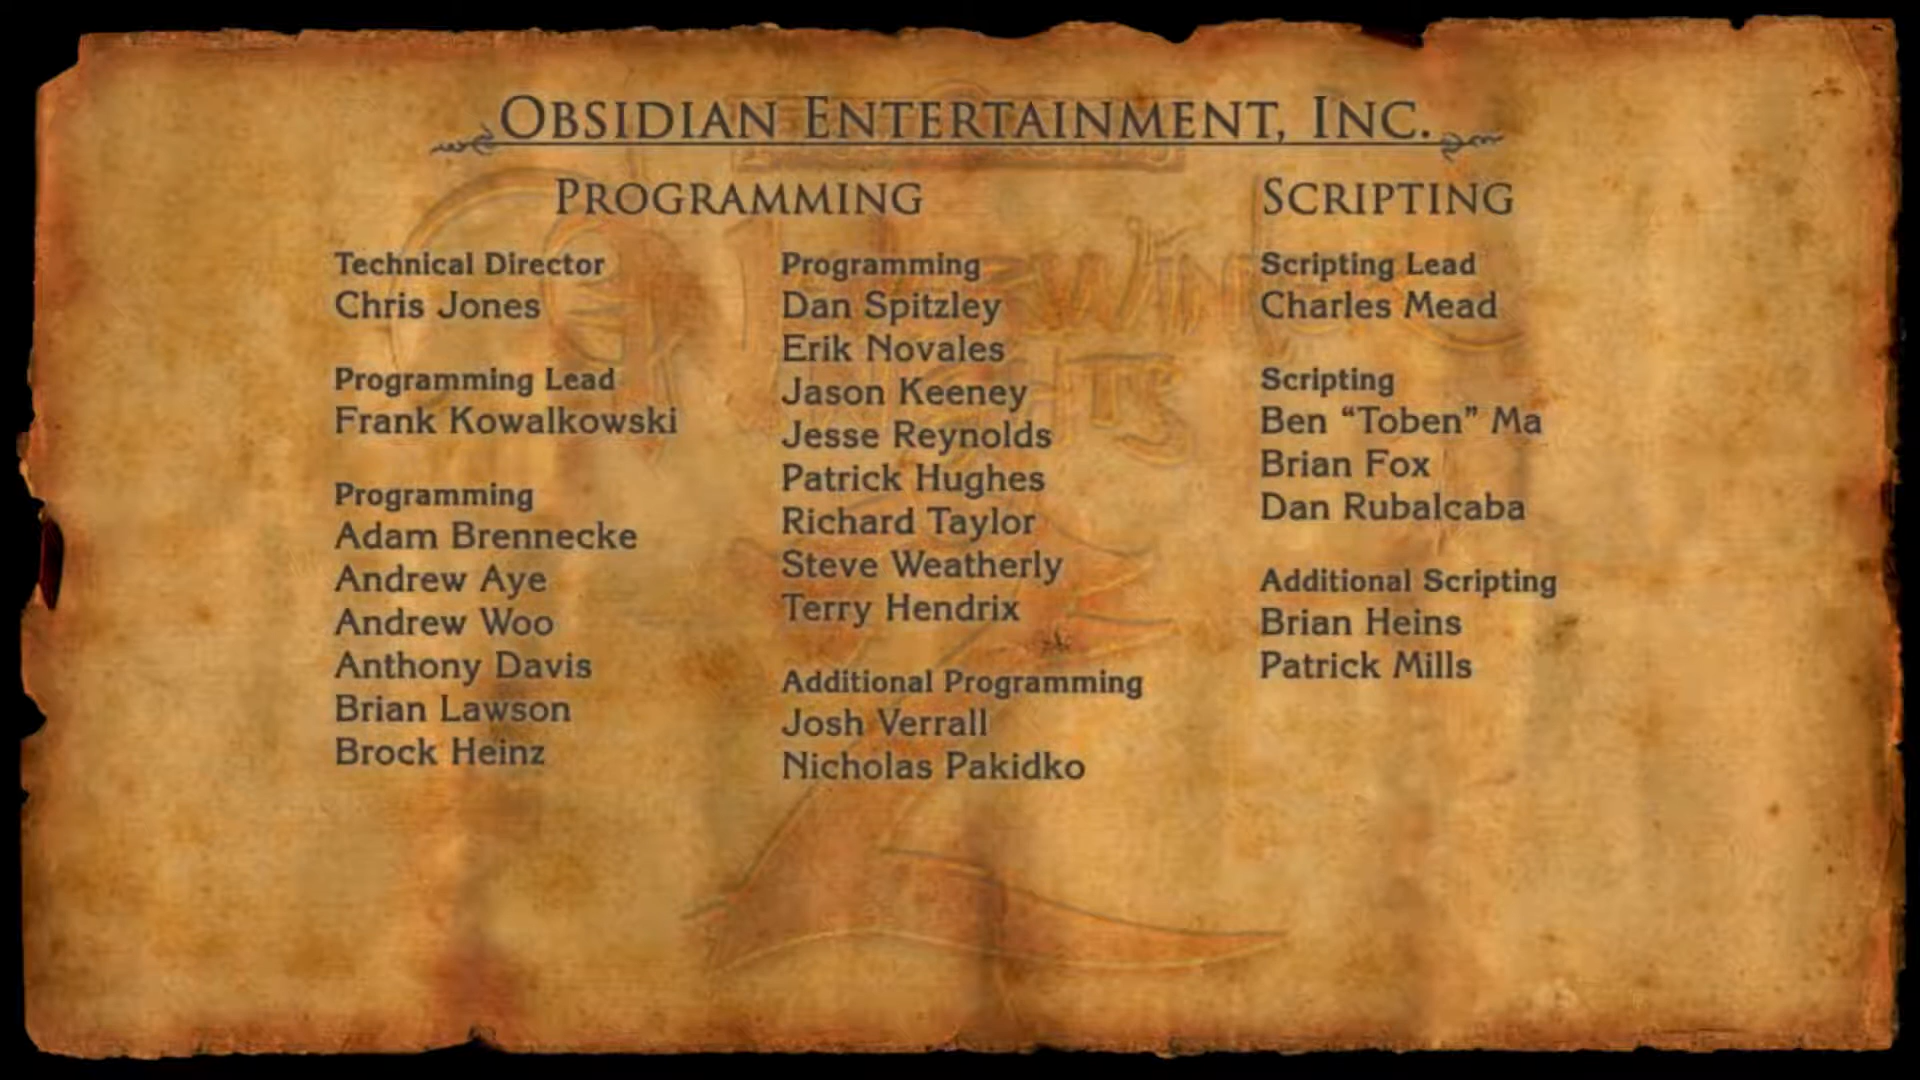 OBSIDIAN ENTERTAINMENT, INC.
PROGRAMMING
Technical Director
Chris Jones
Programming Lead
Frank Kowalkowski
Programming
Adam Brennecke
Andrew Aye
Andrew Woo
Anthony Davis
Brian Lawson
Brock Heinz
Programming
Dan Spitzley
Erik Novales
Jason Keeney
Jesse Reynolds
Patrick Hughes
Richard Taylor
Steve Weatherly
Terry Hendrix
Additional Programming
Josh Verrall
Nicholas Pakidko
SCRIPTING
Scripting Lead
Charles Mead
Scripting
Ben “Toben” Ma
Brian Fox
Dan Rubalcaba
Additional Scripting
Brian Heins
Patrick Mills